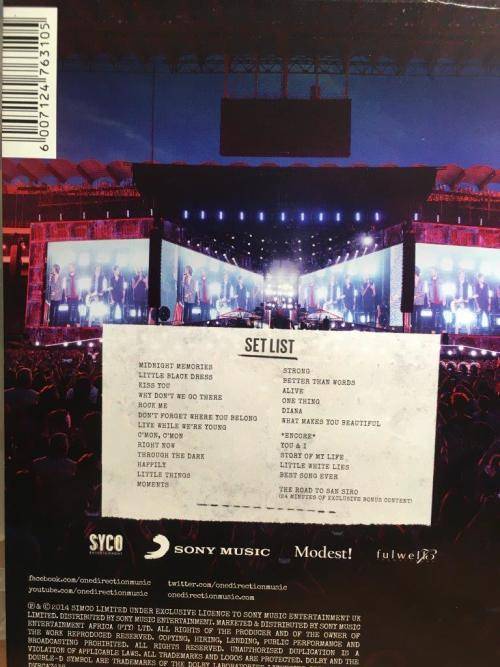 6007124763105
SET LIST
MIDNIGHT MEMORIES
LITTLE BLACK DRESS
KISS YOU
WHY DON'T WE GO THERE
ROCK ME
DON'T FORGET WHERE YOU BELONG
LIVE WHILE WE'RE YOUNG
C'MON, C'MON
RIGHT NOW
THROUGH THE DARK
HAPPILY
LITTLE THINGS
MOMENTS
STRONG
BETTER THAN WORDS
ALIVE
ONE THING
DIANA
WHAT MAKES YOU BEAUTIFUL
*ENCORE*
YOU & I
STORY OF MY LIFE
LITTLE WHITE LIES
BEST SONG EVER
THE ROAD TO SAN SIRO
(24 MINUTES OF EXCLUSIVE BONUS CONTENT)
SYCO
ENTERTAINMENT
SONY MUSIC
Modest!
fulwell73
facebook.com/onedirectionmusic twitter.com/onedirectionmusic
youtube.com/onedirectionmusic onedirectionmusic.com
℗ & © 2014 SIMCO LIMITED UNDER EXCLUSIVE LICENCE TO SONY MUSIC ENTERTAINMENT UK
LIMITED. DISTRIBUTED BY SONY MUSIC ENTERTAINMENT. MARKETED & DISTRIBUTED BY SONY MUSIC
ENTERTAINMENT AFRICA (PTY) LTD. ALL RIGHTS OF THE PRODUCER AND OF THE OWNER OF
THE WORK REPRODUCED RESERVED. COPYING, HIRING, LENDING, PUBLIC PERFORMANCE AND
BROADCASTING PROHIBITED. ALL RIGHTS RESERVED. UNAUTHORISED DUPLICATION IS A
VIOLATION OF APPLICABLE LAWS. ALL TRADEMARKS AND LOGOS ARE PROTECTED. DOLBY AND THE
DOUBLE-D SYMBOL ARE TRADEMARKS OF THE DOLBY LABORATORIES